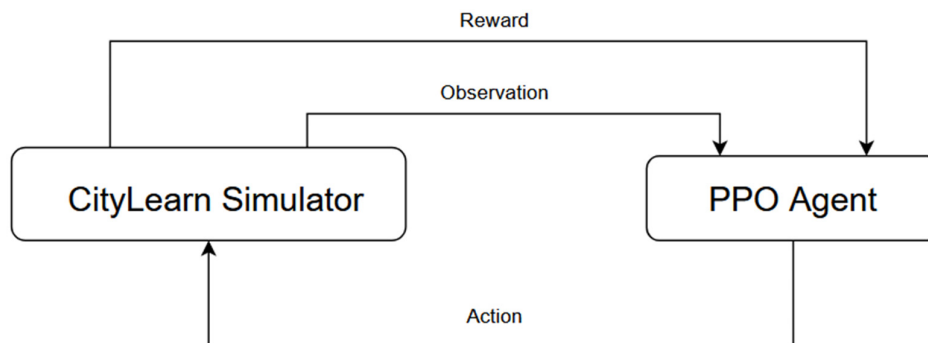 Reward
Observation
CityLearn Simulator
PPO Agent
Action